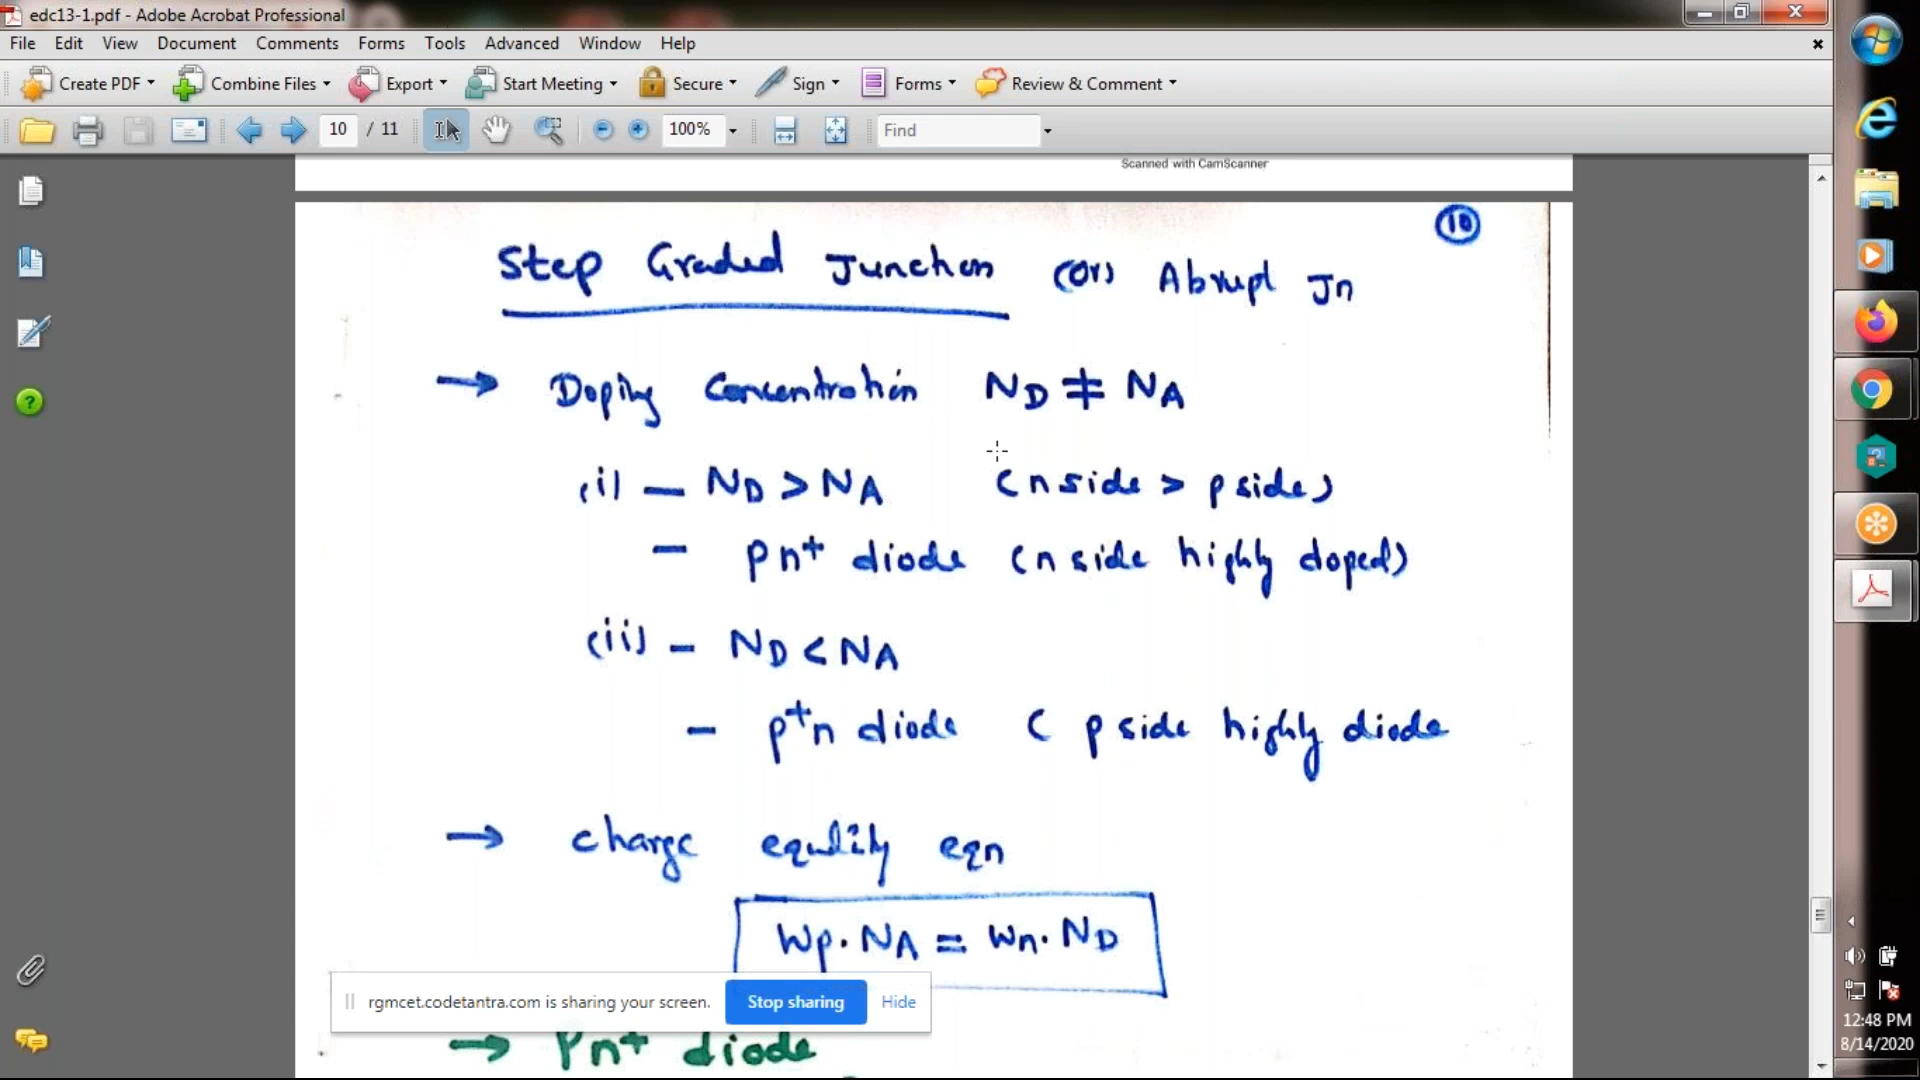 edc13-1.pdf - Adobe Acrobat Professional
File Edit View Document Comments Forms Tools Advanced Window Help
Create PDF Combine Files Export Start Meeting Secure Sign Forms Review & Comment
10 / 11 100% Find
Scanned with CamScanner
10
Step Graded Junction (or) Abrupt Jn
→ Doping Concentration ND ≠ NA
(i) - ND > NA (n side > p side)
- Pn+ diode (n side highly doped)
(ii) - ND < NA
- p+n diode ( p side highly diode
→ charge equlity eqn
Wp. NA = Wn. ND
rgmcet.codetantra.com is sharing your screen. Stop sharing Hide
→ Pn+ diode
12:48 PM
8/14/2020